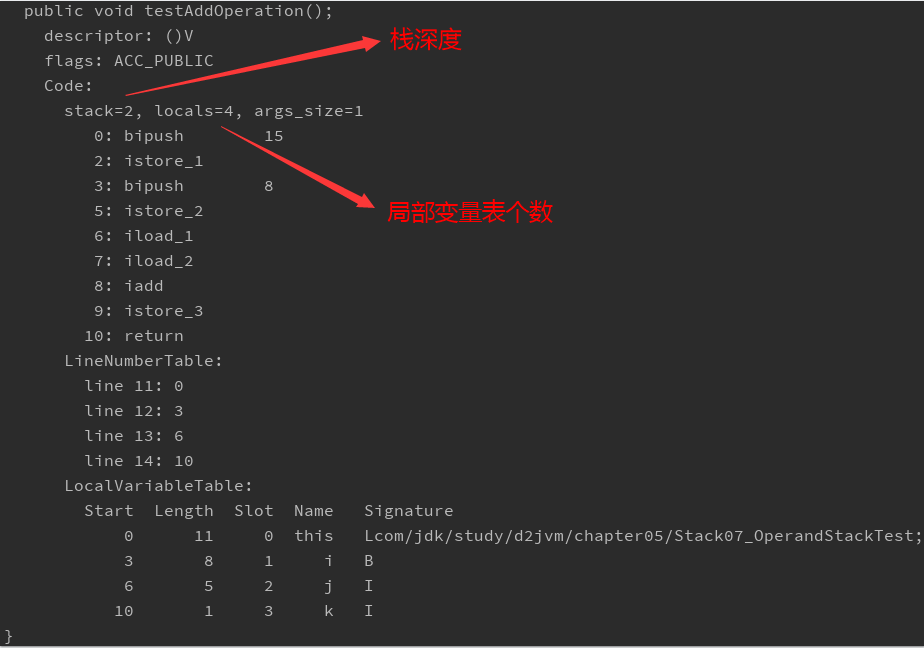 public void testAddOperation();
descriptor: ()V
栈深度
flags: ACC_PUBLIC
Code:
stack=2, locals=4, args_size=1
0: bipush 15
2: istore_1
3: bipush 8
5: istore_2
局部变量表个数
6: iload_1
7: iload_2
8: iadd
9: istore_3
10: return
LineNumberTable:
line 11: 0
line 12: 3
line 13: 6
line 14: 10
LocalVariableTable:
Start Length Slot Name Signature
0 11 0 this Lcom/jdk/study/d2jvm/chapter05/Stack07_OperandStackTest;
3 8 1 i B
6 5 2 j I
10 1 3 k I
}